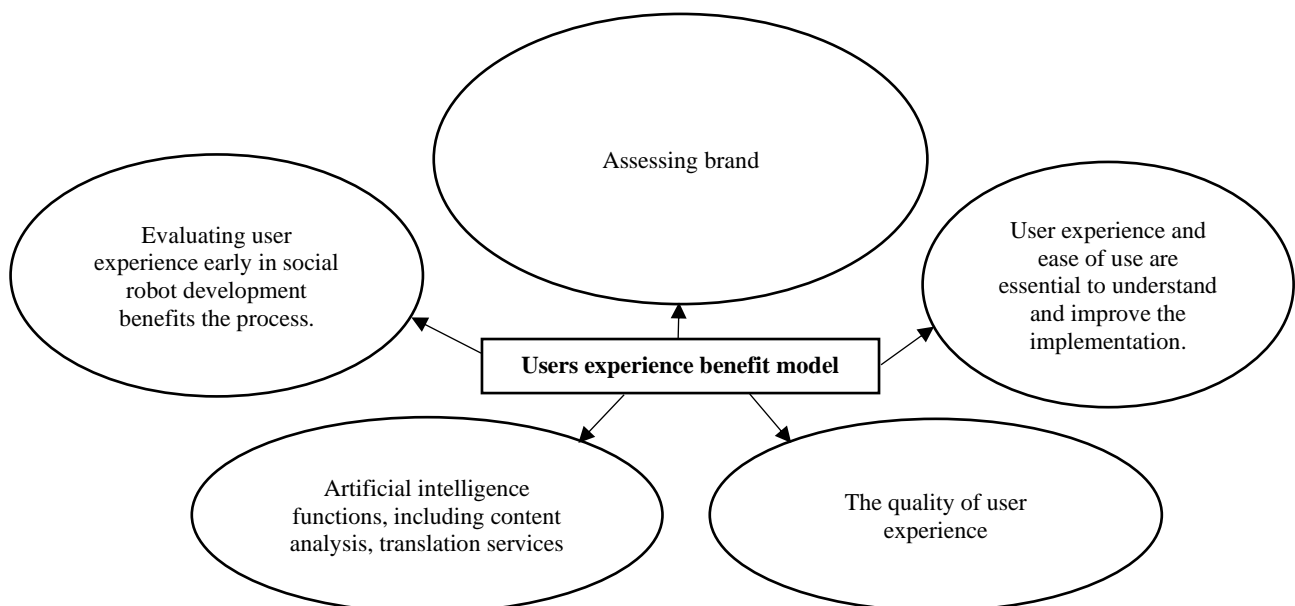 Assessing brand
Evaluating user
experience early in social
robot development
benefits the process.
User experience and
ease of use are
essential to understand
and improve the
implementation.
Users experience benefit model
Artificial intelligence
functions, including content
analysis, translation services
The quality of user
experience